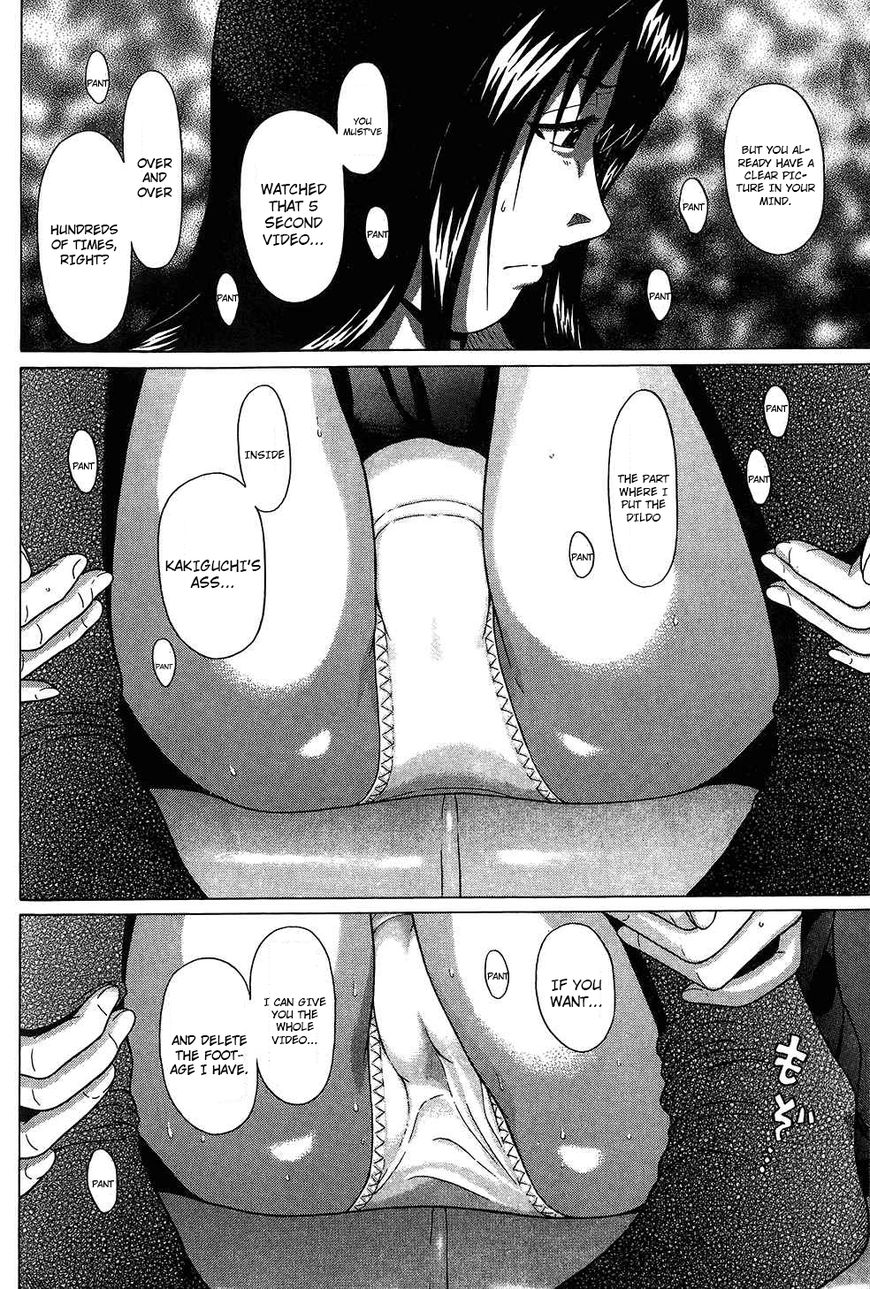 BUT YOU AL-
READY HAVE A
CLEAR PIC-
TURE IN YOUR
MIND.
PANT
PANT
YOU
MUST'VE
WATCHED
THAT 5
SECOND
VIDEO...
PANT
PANT
OVER
AND
OVER
HUNDREDS
OF TIMES,
RIGHT?
PANT
PANT
PANT
THE PART
WHERE I
PUT THE
DILDO
PANT
INSIDE
KAKIGUCHI'S
ASS...
PANT
PANT
IF YOU
WANT...
PANT
I CAN GIVE
YOU THE
WHOLE
VIDEO...
AND DELETE
THE FOOT-
AGE I HAVE.
PANT
もぞ